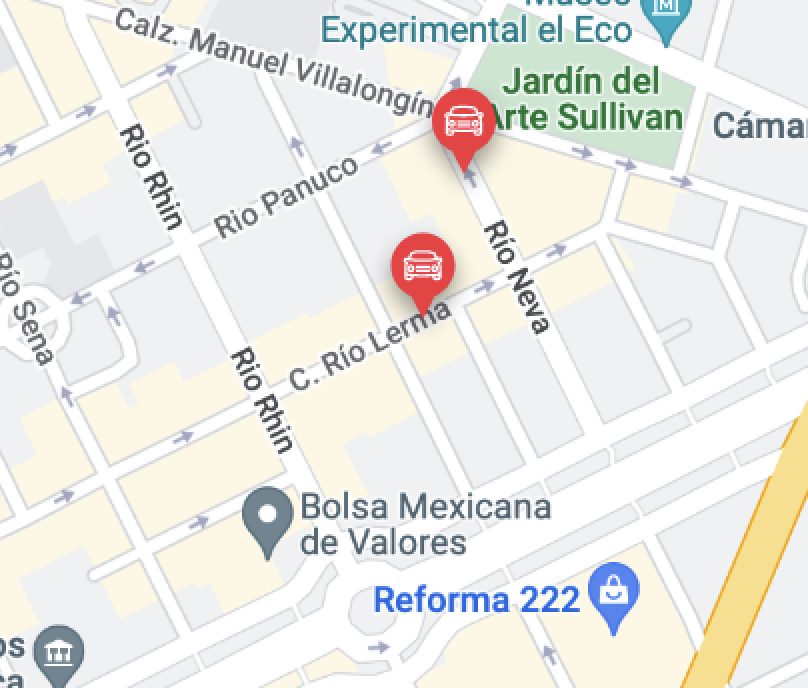 Museo
Experimental el Eco
Calz. Manuel Villalongín
Jardín del
Arte Sullivan
Rio Rhin
Rio Panuco
Río Neva
Río Sena
C. Río Lerma
Rio Rhin
Bolsa Mexicana
de Valores
Reforma 222